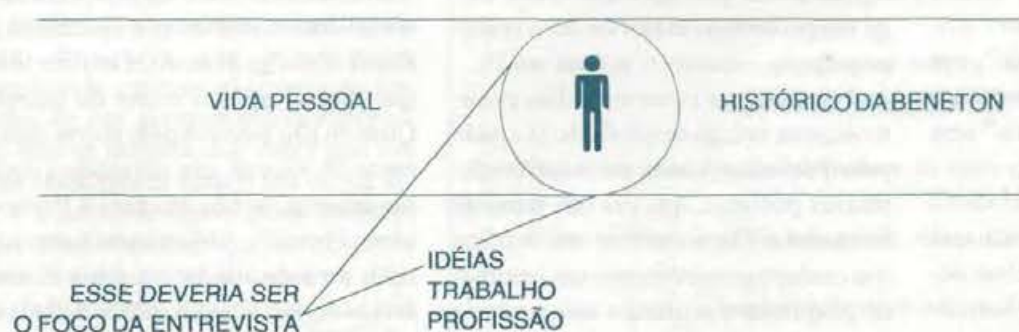 VIDA PESSOAL
HISTÓRICO DA BENETON
IDÉIAS
TRABALHO
PROFISSÃO
ESSE DEVERIA SER
O FOCO DA ENTREVISTA